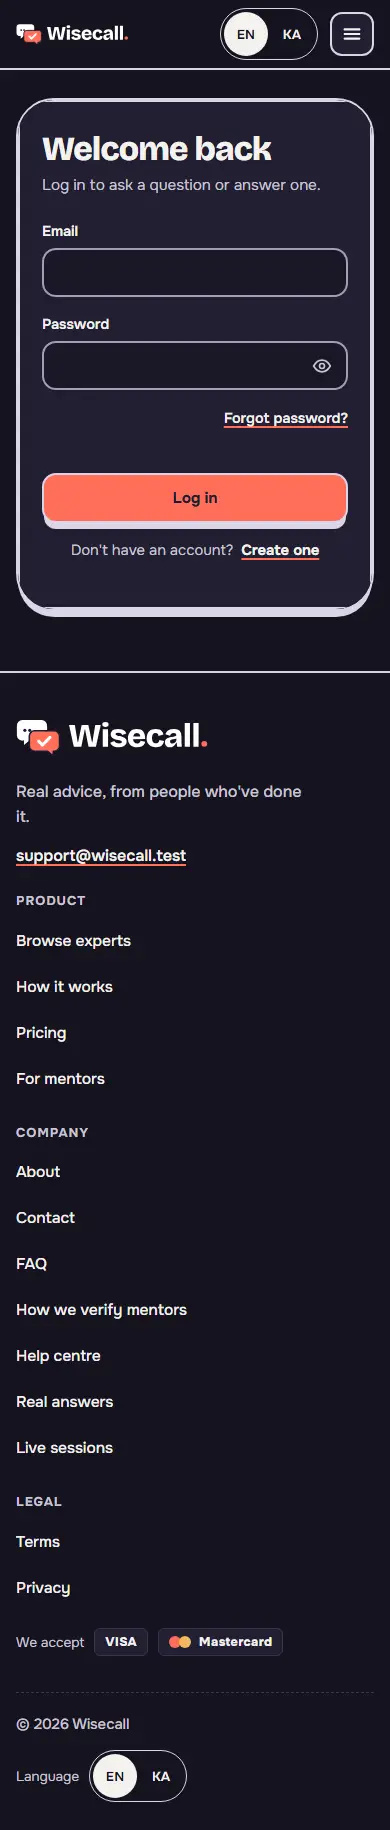 Wisecall.
EN KA
Welcome back
Log in to ask a question or answer one.
Email
Password
Forgot password?
Log in
Don't have an account? Create one
Wisecall.
Real advice, from people who've done
it.
support@wisecall.test
PRODUCT
Browse experts
How it works
Pricing
For mentors
COMPANY
About
Contact
FAQ
How we verify mentors
Help centre
Real answers
Live sessions
LEGAL
Terms
Privacy
We accept VISA Mastercard
© 2026 Wisecall
Language EN KA